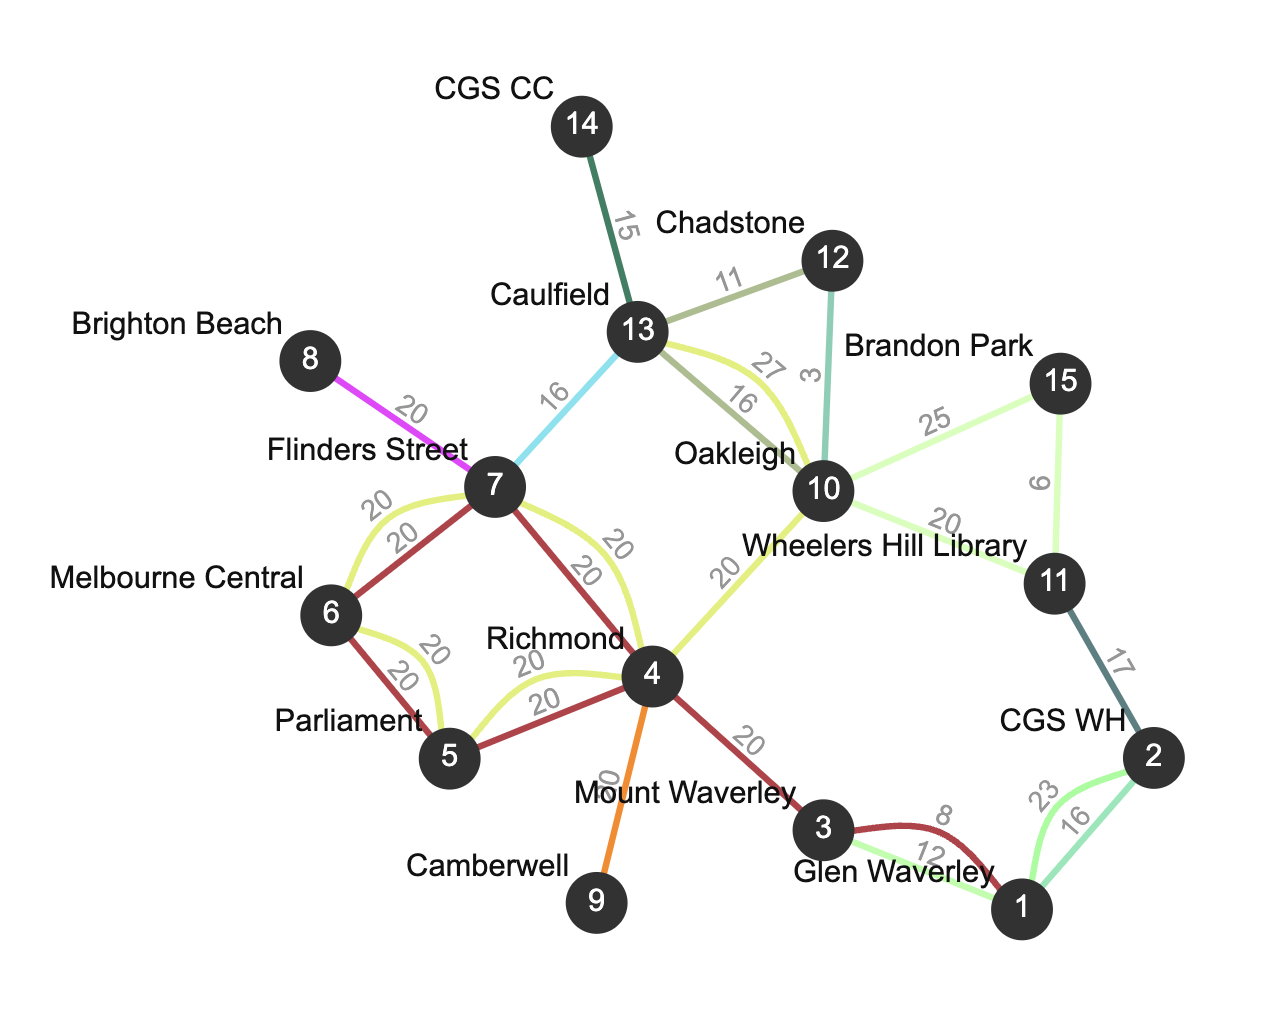 CGS CC
14
15
Chadstone
12
11
Caulfield
13
Brighton Beach
8
27
3
Brandon Park
15
16
16
20
25
Flinders Street
7
Oakleigh
10
6
20
20
20
20
20
Wheelers Hill Library
11
Melbourne Central
6
20
20
Richmond
4
20
20
20
17
20
Parliament
5
CGS WH
2
20
Mount Waverley
3
23
16
8
12
Camberwell
9
Glen Waverley
1